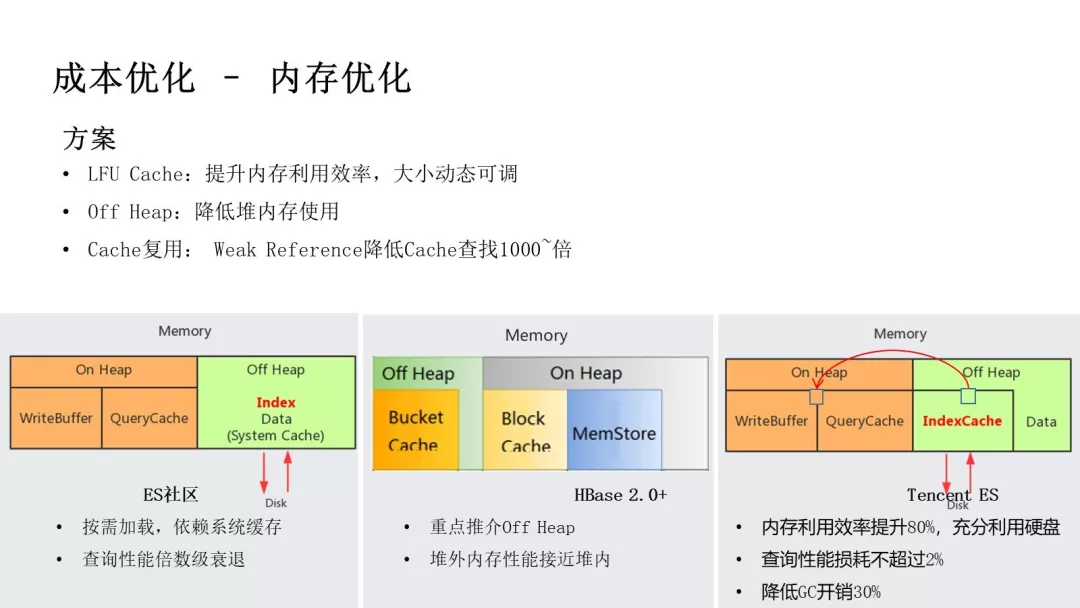 成本优化 - 内存优化
方案
• LFU Cache：提升内存利用效率，大小动态可调
• Off Heap：降低堆内存使用
• Cache复用： Weak Reference降低Cache查找1000~倍
Memory
On Heap
Off Heap
WriteBuffer
QueryCache
Index
Data
(System Cache)
Disk
ES社区
• 按需加载，依赖系统缓存
• 查询性能倍数级衰退
Memory
Off Heap
On Heap
Bucket
Cache
Block
Cache
MemStore
HBase 2.0+
• 重点推介Off Heap
• 堆外内存性能接近堆内
Memory
On Heap
Off Heap
WriteBuffer
QueryCache
IndexCache
Data
Tencent ES
Disk
• 内存利用效率提升80%，充分利用硬盘
• 查询性能损耗不超过2%
• 降低GC开销30%